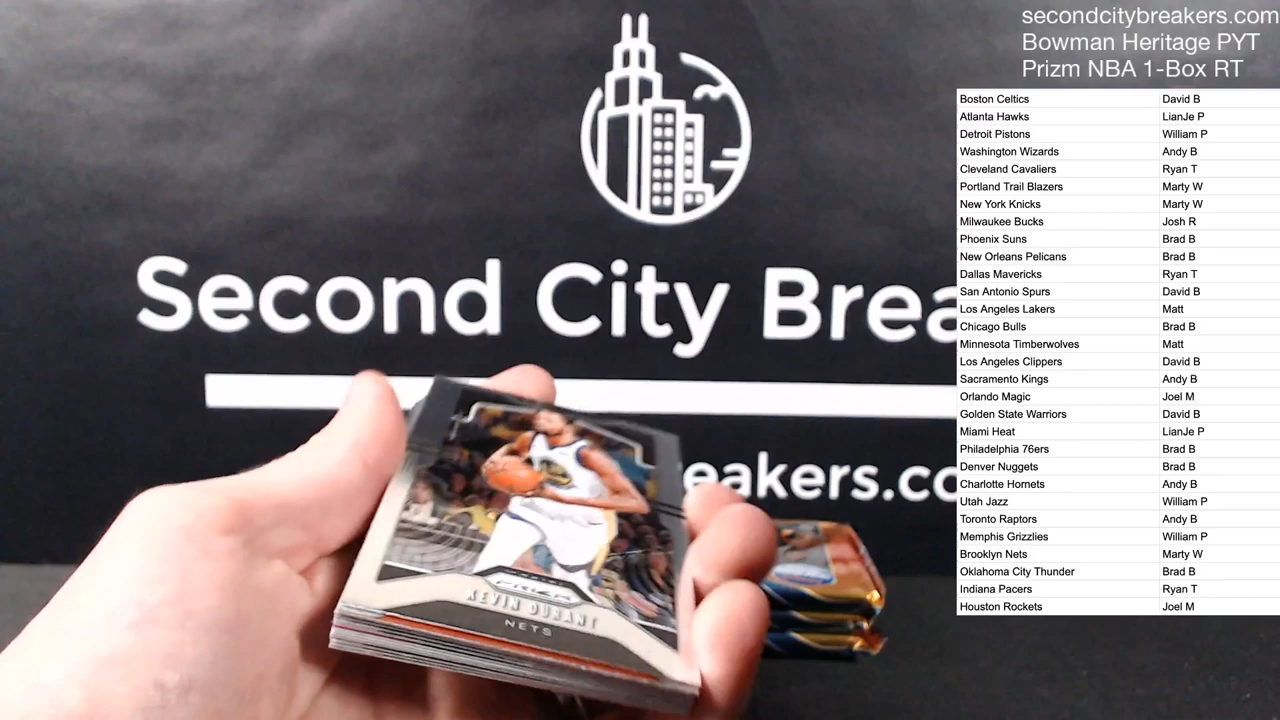 secondcitybreakers.com
Bowman Heritage PYT
Prizm NBA 1-Box RT
Boston Celtics David B
Atlanta Hawks LianJe P
Detroit Pistons William P
Washington Wizards Andy B
Cleveland Cavaliers Ryan T
Portland Trail Blazers Marty W
New York Knicks Marty W
Milwaukee Bucks Josh R
Phoenix Suns Brad B
New Orleans Pelicans Brad B
Dallas Mavericks Ryan T
San Antonio Spurs David B
Los Angeles Lakers Matt
Chicago Bulls Brad B
Minnesota Timberwolves Matt
Los Angeles Clippers David B
Sacramento Kings Andy B
Orlando Magic Joel M
Golden State Warriors David B
Miami Heat LianJe P
Philadelphia 76ers Brad B
Denver Nuggets Brad B
Charlotte Hornets Andy B
Utah Jazz William P
Toronto Raptors Andy B
Memphis Grizzlies William P
Brooklyn Nets Marty W
Oklahoma City Thunder Brad B
Indiana Pacers Ryan T
Houston Rockets Joel M
Second City Brea
eakers.co
PRIZM
KEVIN DURANT
NETS